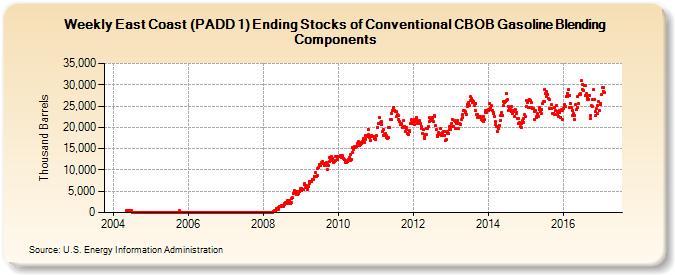 Weekly East Coast (PADD 1) Ending Stocks of Conventional CBOB Gasoline Blending
Components
Thousand Barrels
35,000
30,000
25,000
20,000
15,000
10,000
5,000
0
2004 2006 2008 2010 2012 2014 2016
Source: U.S. Energy Information Administration